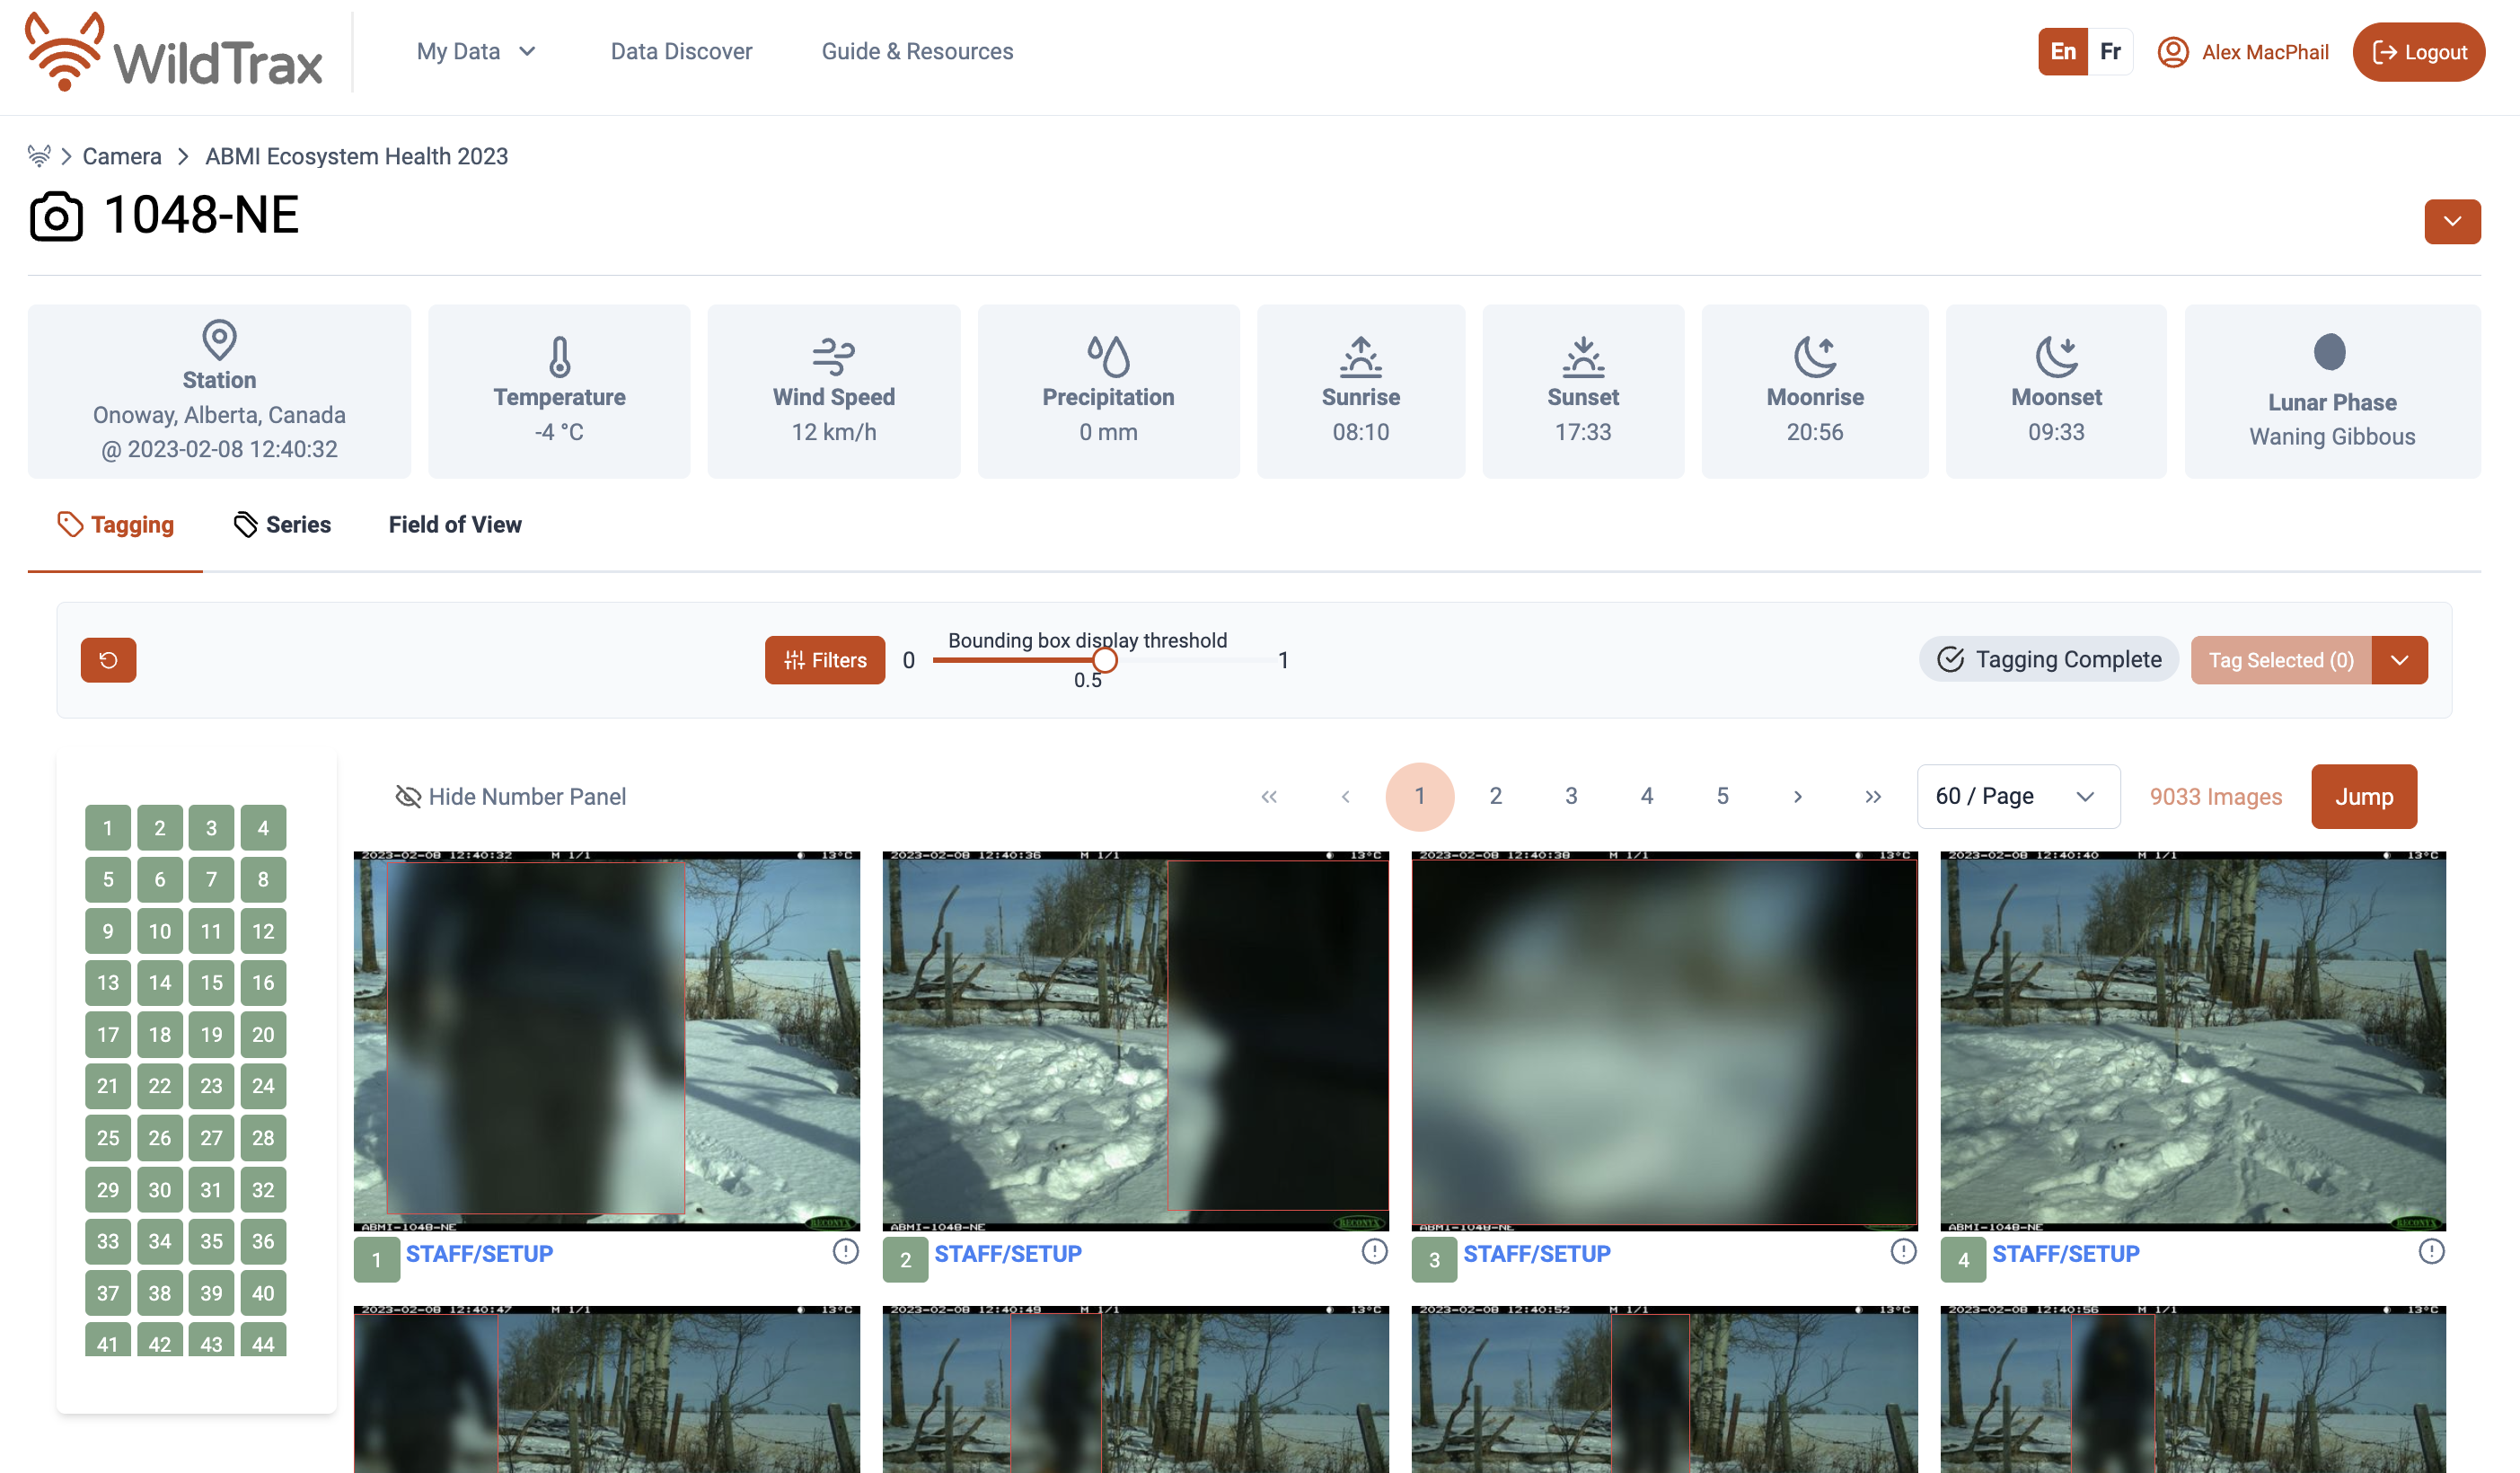 WildTrax
My Data
Data Discover
Guide & Resources
En Fr
Alex MacPhail
Logout
Camera > ABMI Ecosystem Health 2023
1048-NE
Station
Onoway, Alberta, Canada
@ 2023-02-08 12:40:32
Temperature
-4 °C
Wind Speed
12 km/h
Precipitation
0 mm
Sunrise
08:10
Sunset
17:33
Moonrise
20:56
Moonset
09:33
Lunar Phase
Waning Gibbous
Tagging
Series
Field of View
Filters
0
Bounding box display threshold
1
0.5
Tagging Complete
Tag Selected (0)
Hide Number Panel
« ‹ 1 2 3 4 5 › »
60 / Page
9033 Images
Jump
1 2 3 4
5 6 7 8
9 10 11 12
13 14 15 16
17 18 19 20
21 22 23 24
25 26 27 28
29 30 31 32
33 34 35 36
37 38 39 40
41 42 43 44
2023-02-08 12:40:32 M 1/1 13°C
ABMI-1048-NE RECONYX
1 STAFF/SETUP
2023-02-08 12:40:36 M 1/1 13°C
ABMI-1048-NE RECONYX
2 STAFF/SETUP
2023-02-08 12:40:38 M 1/1 13°C
ABMI-1048-NE
3 STAFF/SETUP
2023-02-08 12:40:40 M 1/1 13°C
ABMI-1048-NE RECONYX
4 STAFF/SETUP
2023-02-08 12:40:47 M 1/1 13°C
2023-02-08 12:40:49 M 1/1 13°C
2023-02-08 12:40:52 M 1/1 13°C
2023-02-08 12:40:56 M 1/1 13°C